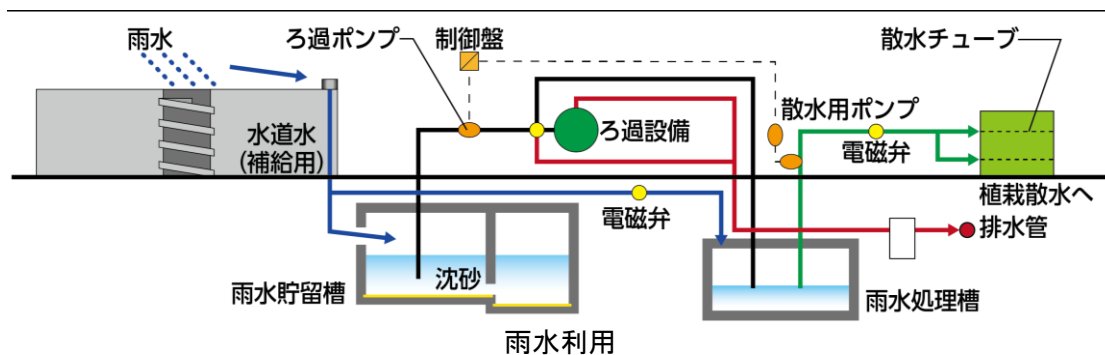 雨水
ろ過ポンプ
制御盤
散水チューブ
水道水
(補給用)
ろ過設備
散水用ポンプ
電磁弁
植栽散水へ
電磁弁
排水管
雨水貯留槽
沈砂
雨水処理槽
雨水利用